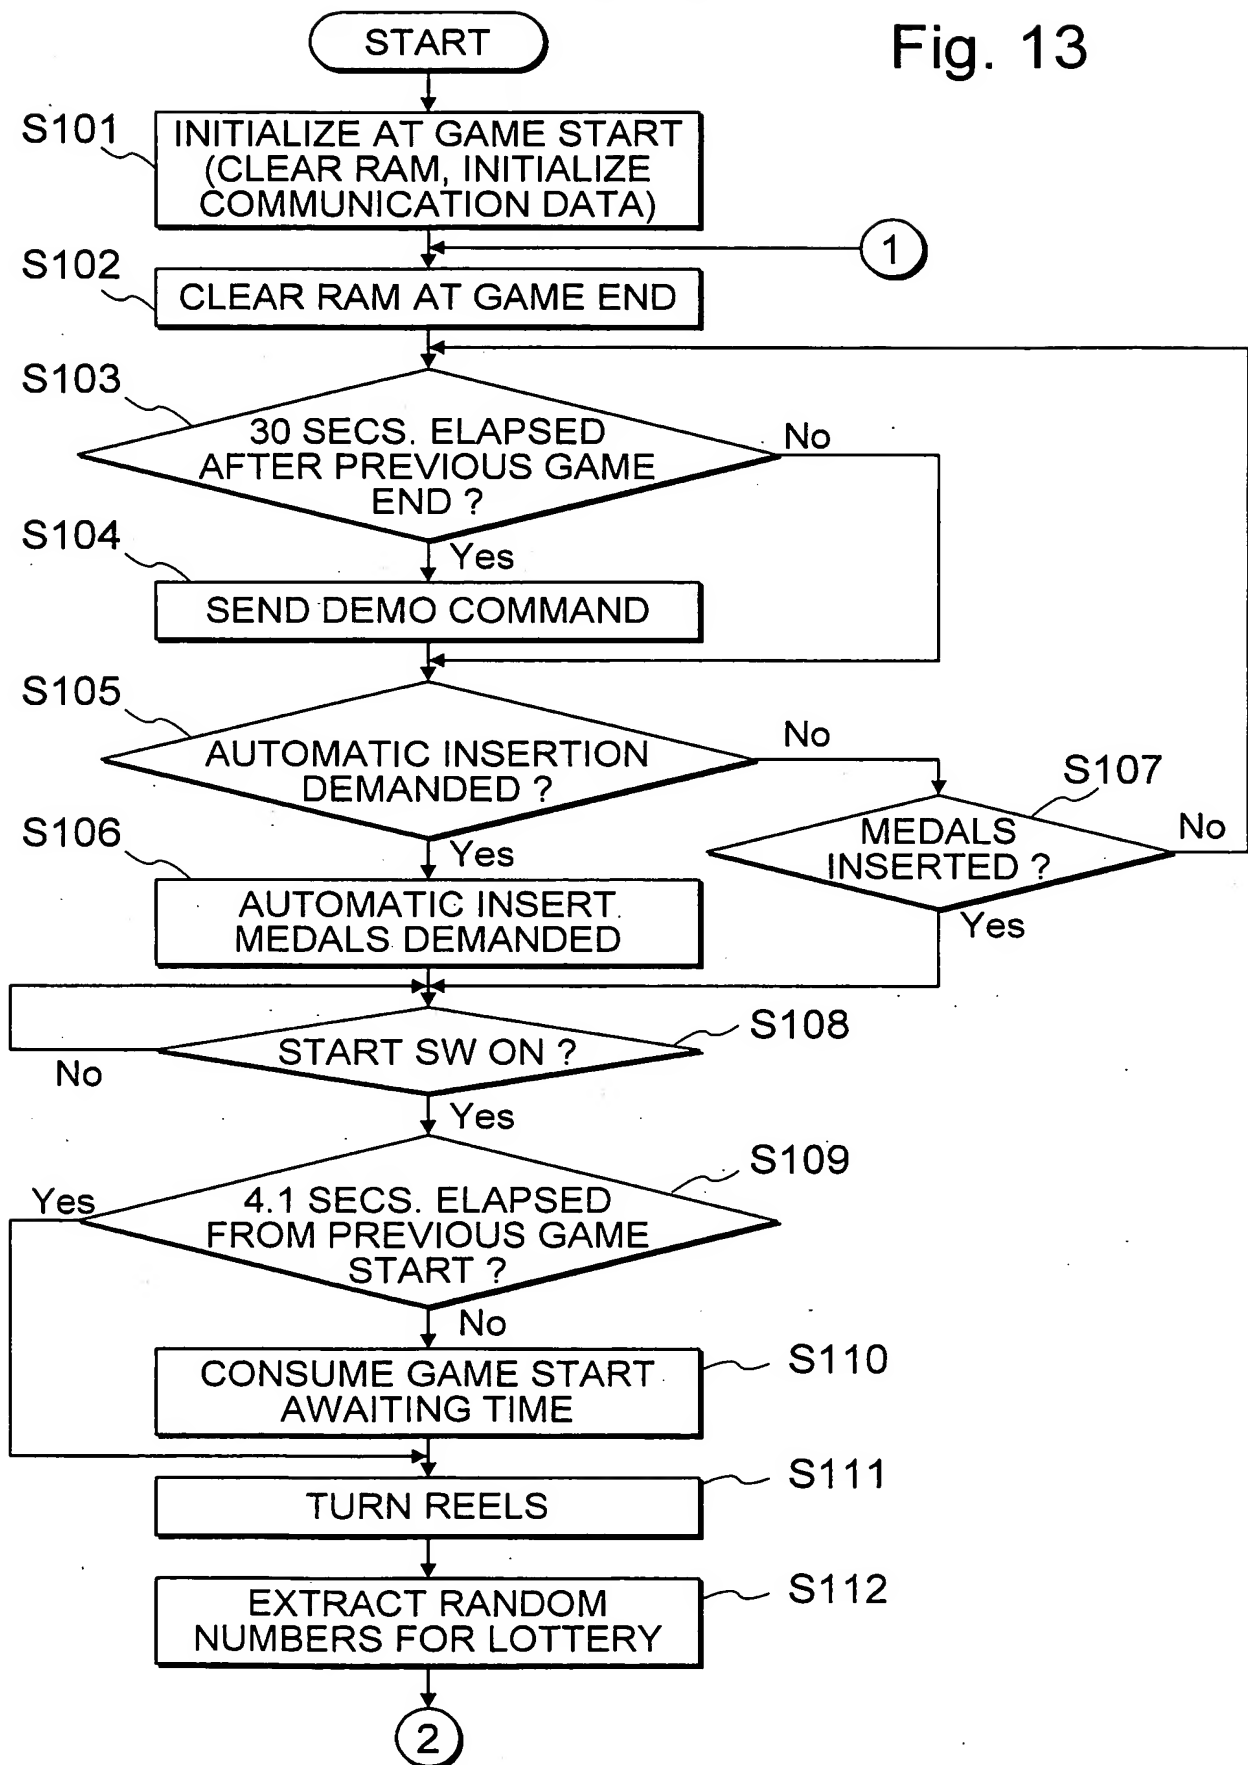 Fig. 13
START
S101
INITIALIZE AT GAME START
(CLEAR RAM, INITIALIZE
COMMUNICATION DATA)
1
S102
CLEAR RAM AT GAME END
S103
30 SECS. ELAPSED
AFTER PREVIOUS GAME
END ?
No
Yes
S104
SEND DEMO COMMAND
S105
AUTOMATIC INSERTION
DEMANDED ?
No
Yes
S107
MEDALS
INSERTED ?
No
Yes
S106
AUTOMATIC INSERT
MEDALS DEMANDED
S108
START SW ON ?
No
Yes
S109
4.1 SECS. ELAPSED
FROM PREVIOUS GAME
START ?
Yes
No
S110
CONSUME GAME START
AWAITING TIME
S111
TURN REELS
S112
EXTRACT RANDOM
NUMBERS FOR LOTTERY
2